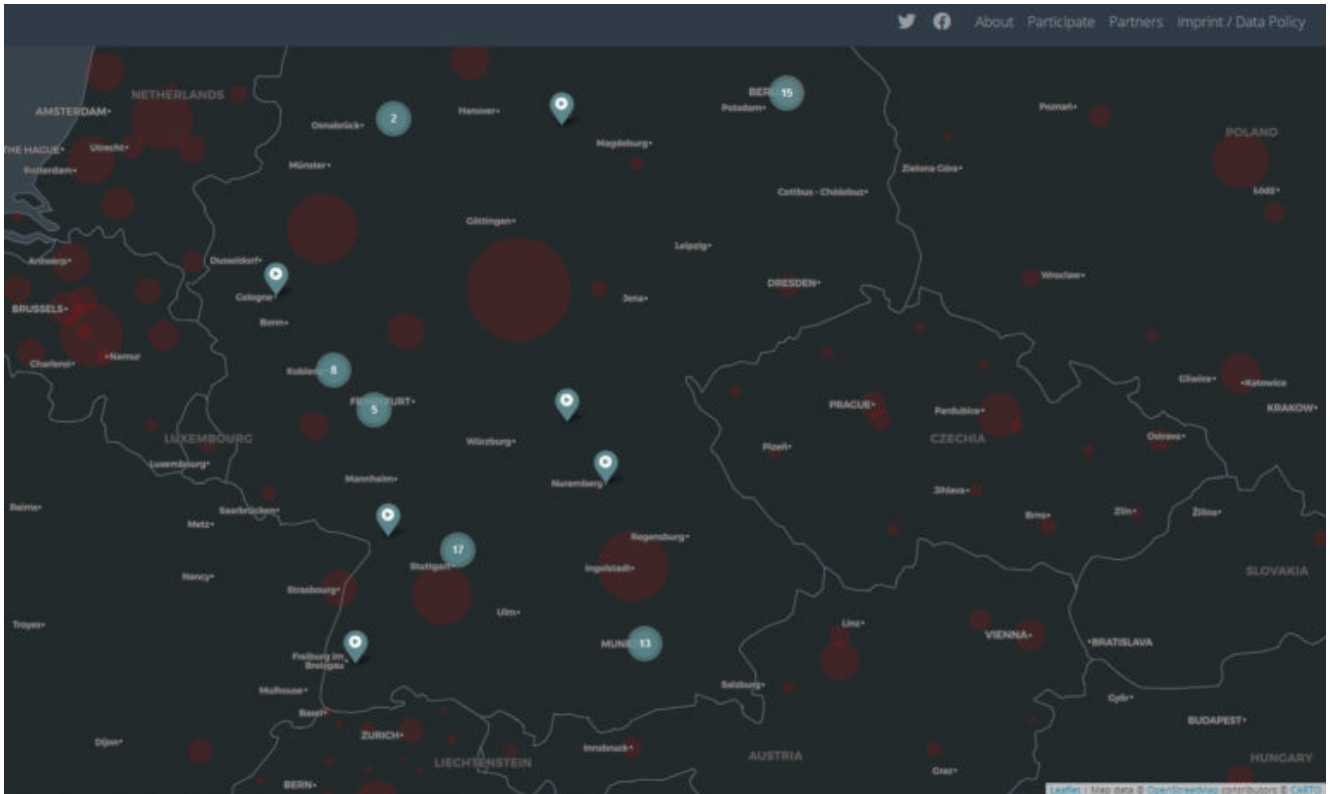 About Participate Partners Imprint / Data Policy
NETHERLANDS
AMSTERDAM
BERL
15
Osnabrück
2
Hanover
Potsdam
Poznań
THE HAGUE
Utrecht
Magdeburg
POLAND
Rotterdam
Münster
Zielona Góra
Cottbus - Chóśebuz
Łódź
Göttingen
Leipzig
Antwerp
Dusseldorf
Wroclaw
DRESDEN
Cologne
Jena
BRUSSELS
Bonn
Namur
Charleroi
Koblenz
8
Gliwice
Katowice
FRANKFURT
5
PRAGUE
Pardubice
KRAKOW
LUXEMBOURG
Würzburg
CZECHIA
Ostrava
Plzeň
Luxembourg
Mannheim
Nuremberg
Jihlava
Reims
Saarbrücken
Metz
Brno
Zlín
Žilina
Regensburg
17
Stuttgart
Ingolstadt
SLOVAKIA
Nancy
Strasbourg
Ulm
Troyes
Linz
VIENNA
BRATISLAVA
MUNI
13
Freiburg im
Breisgau
Salzburg
Mulhouse
Győr
Basel
BUDAPEST
ZURICH
Dijon
Innsbruck
AUSTRIA
LIECHTENSTEIN
HUNGARY
Graz
BERN
Leaflet | Map data © OpenStreetMap contributors © CARTO